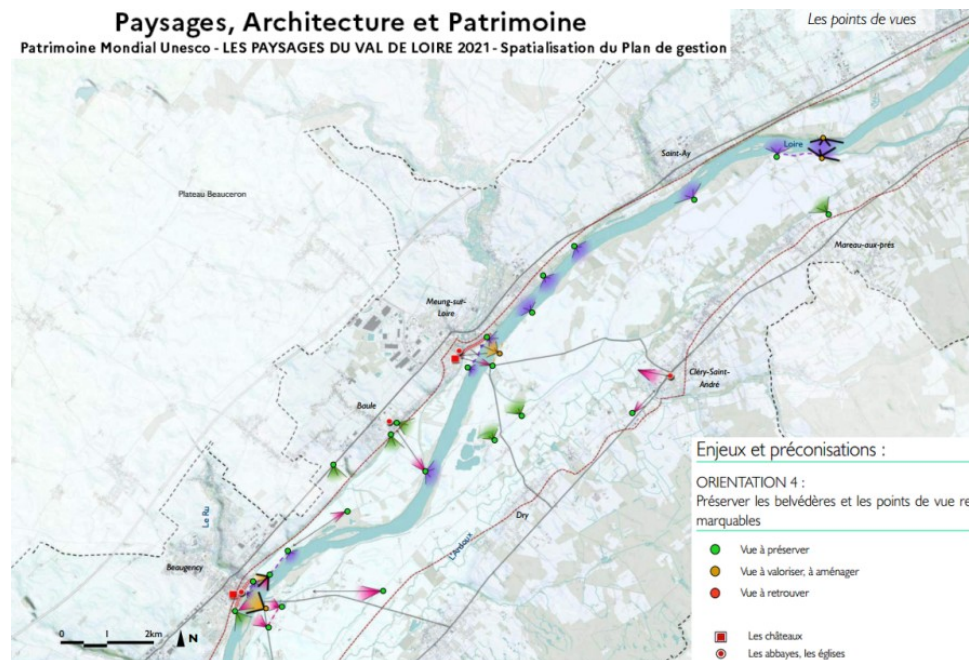 Paysages, Architecture et Patrimoine
Patrimoine Mondial Unesco - LES PAYSAGES DU VAL DE LOIRE 2021 - Spatialisation du Plan de gestion
Les points de vues
Saint-Ay
Loire
Plateau Beauceron
Mareau-aux-prés
Meung-sur-
Loire
Cléry-Saint-
André
Baule
Le Ru
Dry
L'Ardoux
Beaugency
0 1 2km
N
Enjeux et préconisations :
ORIENTATION 4 :
Préserver les belvédères et les points de vue re-
marquables
Vue à préserver
Vue à valoriser, à aménager
Vue à retrouver
Les châteaux
Les abbayes, les églises